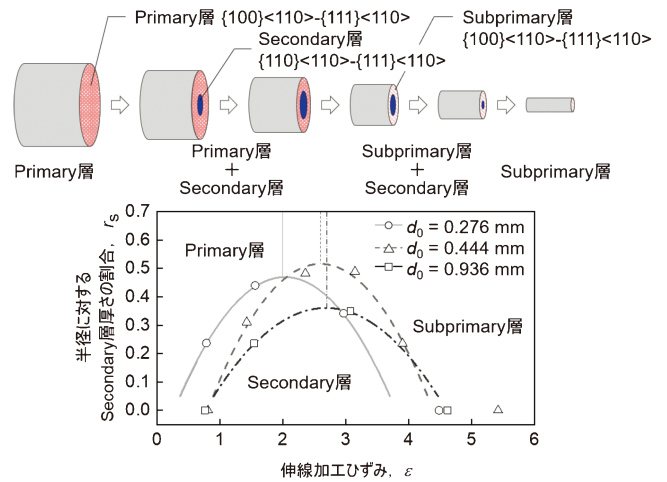 Primary層 {100}<110>-{111}<110>
Secondary層
{110}<110>-{111}<110>
Subprimary層
{100}<110>-{111}<110>
Primary層
Primary層
+
Secondary層
Subprimary層
+
Secondary層
Subprimary層
半径に対する
Secondary層厚さの割合, rs
0.7
0.6
0.5
0.4
0.3
0.2
0.1
0.0
Primary層
Secondary層
Subprimary層
d0 = 0.276 mm
d0 = 0.444 mm
d0 = 0.936 mm
0 1 2 3 4 5 6
伸線加工ひずみ, ε